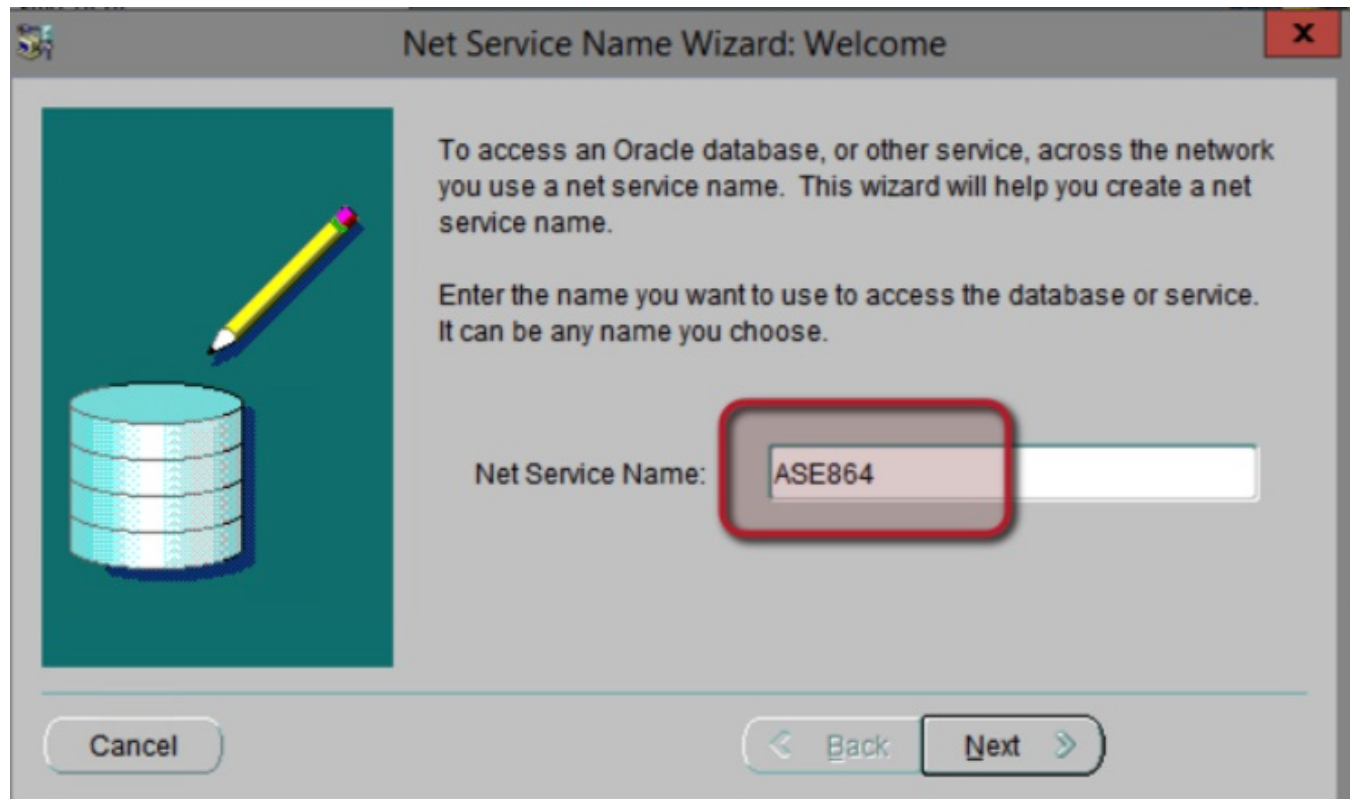 Net Service Name Wizard: Welcome
To access an Oracle database, or other service, across the network
you use a net service name. This wizard will help you create a net
service name.
Enter the name you want to use to access the database or service.
It can be any name you choose.
Net Service Name: ASE864
Cancel
Back
Next